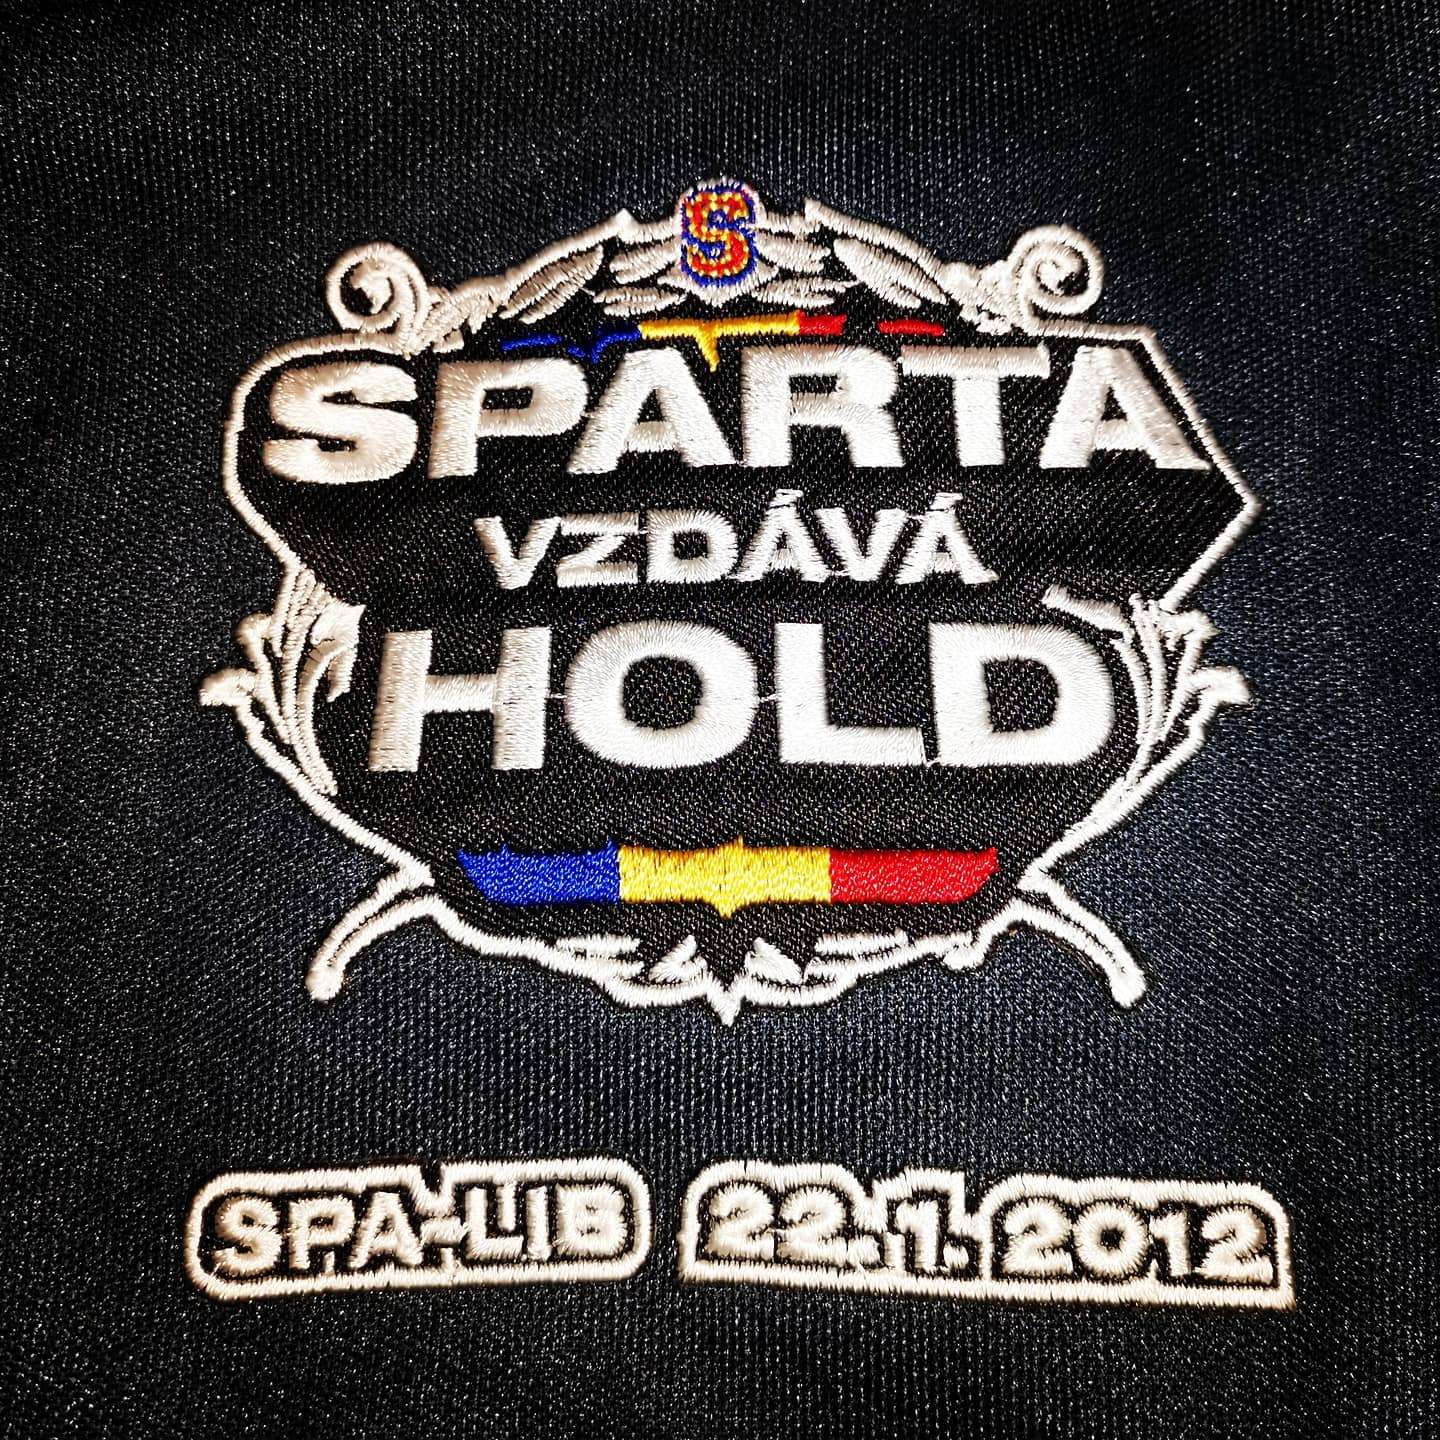 S
SPARTA
VZDÁVÁ
HOLD
SPA-LIB 22.1.2012